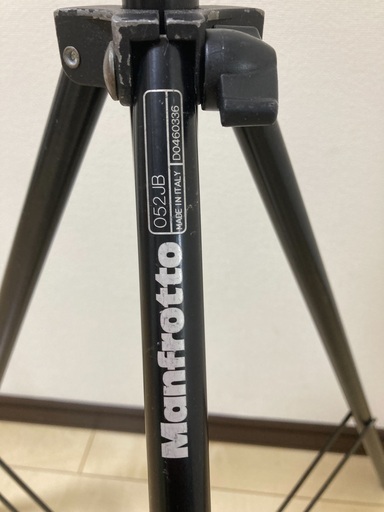 052JB
MADE IN ITALY
D0460336
Manfrotto